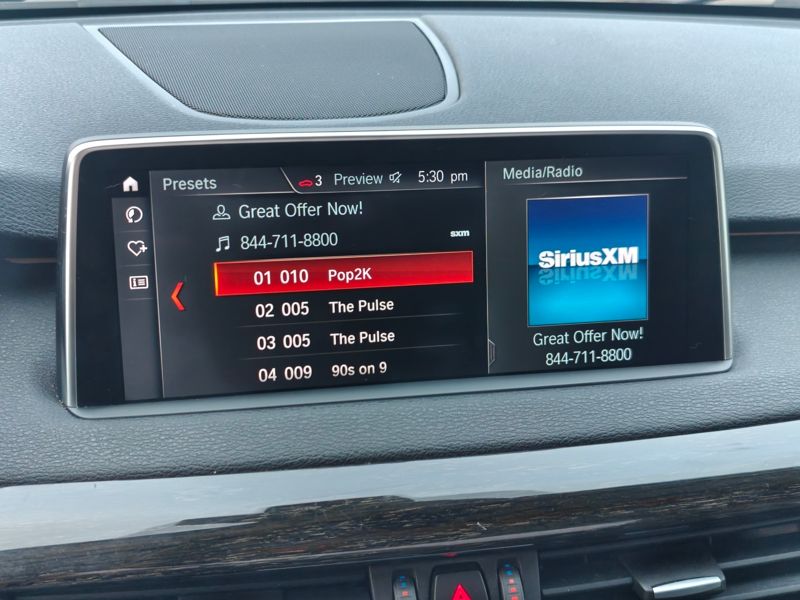 Presets
3 Preview 5:30 pm
Great Offer Now!
844-711-8800
sxm
01 010 Pop2K
02 005 The Pulse
03 005 The Pulse
04 009 90s on 9
Media/Radio
SiriusXM
Great Offer Now!
844-711-8800